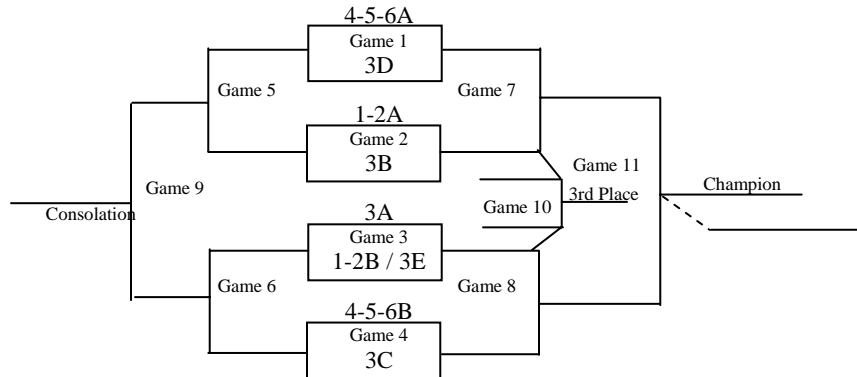 4-5-6A
Game 1
3D
Game 5
Game 7
1-2A
Game 2
3B
Game 11
Game 9
Champion
3rd Place
Consolation
3A
Game 10
Game 3
1-2B / 3E
Game 6
Game 8
4-5-6B
Game 4
3C